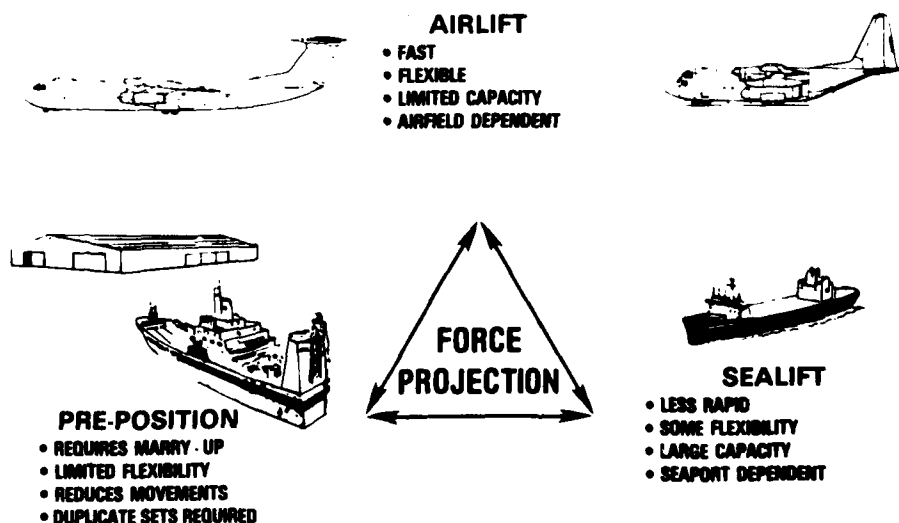 AIRLIFT
• FAST
• FLEXIBLE
• LIMITED CAPACITY
• AIRFIELD DEPENDENT
FORCE
PROJECTION
PRE-POSITION
• REQUIRES MARRY-UP
• LIMITED FLEXIBILITY
• REDUCES MOVEMENTS
• DUPLICATE SETS REQUIRED
SEALIFT
• LESS RAPID
• SOME FLEXIBILITY
• LARGE CAPACITY
• SEAPORT DEPENDENT